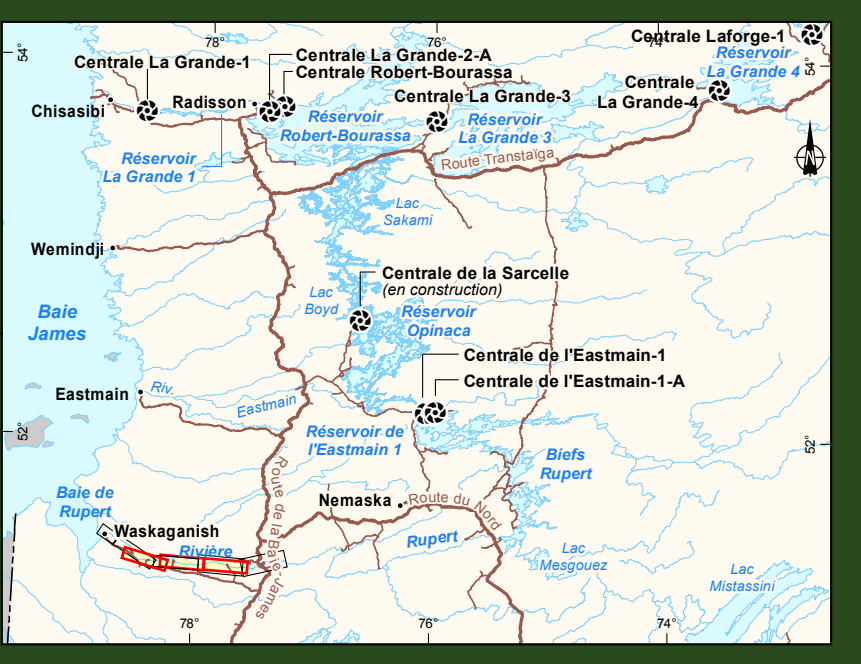 78°
76°
74°
54°
54°
Centrale La Grande-1
Centrale La Grande-2-A
Centrale Robert-Bourassa
Centrale Laforge-1
Réservoir
La Grande 4
Centrale
La Grande-4
Centrale La Grande-3
Chisasibi
Radisson
Réservoir
Robert-Bourassa
Réservoir
La Grande 3
Réservoir
La Grande 1
Route Transtaïga
Lac
Sakami
Wemindji
Centrale de la Sarcelle
(en construction)
Lac
Boyd
Réservoir
Opinaca
Baie
James
Centrale de l'Eastmain-1
Centrale de l'Eastmain-1-A
Eastmain
Riv.
Eastmain
52°
52°
Réservoir de
l'Eastmain 1
Biefs
Rupert
Baie de
Rupert
Nemaska
Route du Nord
Route de la Baie-James
Waskaganish
Rivière
Rupert
Lac
Mesgouez
Lac
Mistassini
78°
76°
74°